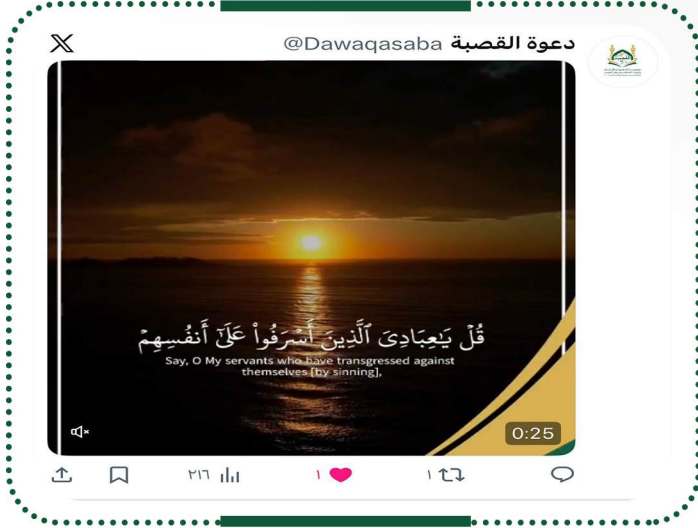 دعوة القصبة @Dawaqasaba
قُلۡ يَـٰعِبَادِىَ ٱلَّذِينَ أَسۡرَفُواْ عَلَىٰٓ أَنفُسِهِمۡ
Say, O My servants who have transgressed against
themselves [by sinning],
0:25
١ ١ ٢١٦